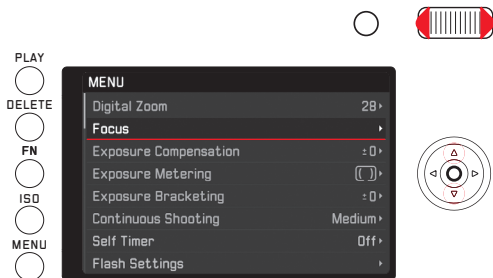 PLAY
DELETE
FN
ISO
MENU
MENU
Digital Zoom 28
Focus
Exposure Compensation ±0
Exposure Metering
Exposure Bracketing ±0
Continuous Shooting Medium
Self Timer Off
Flash Settings